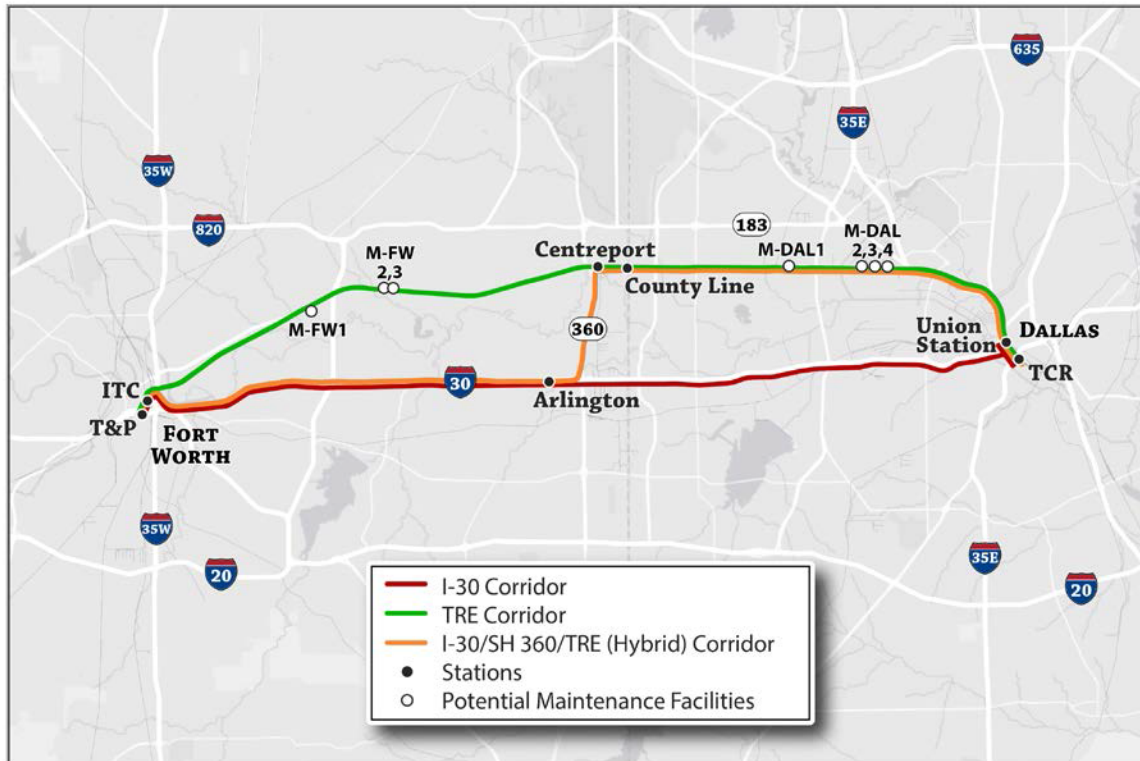 635
35E
35W
820
183
M-FW
2,3
Centreport
M-DAL1
M-DAL
2,3,4
County Line
M-FW1
360
Union
Station
DALLAS
TCR
ITC
30
Arlington
T&P
FORT
WORTH
35W
20
35E
20
I-30 Corridor
TRE Corridor
I-30/SH 360/TRE (Hybrid) Corridor
Stations
Potential Maintenance Facilities